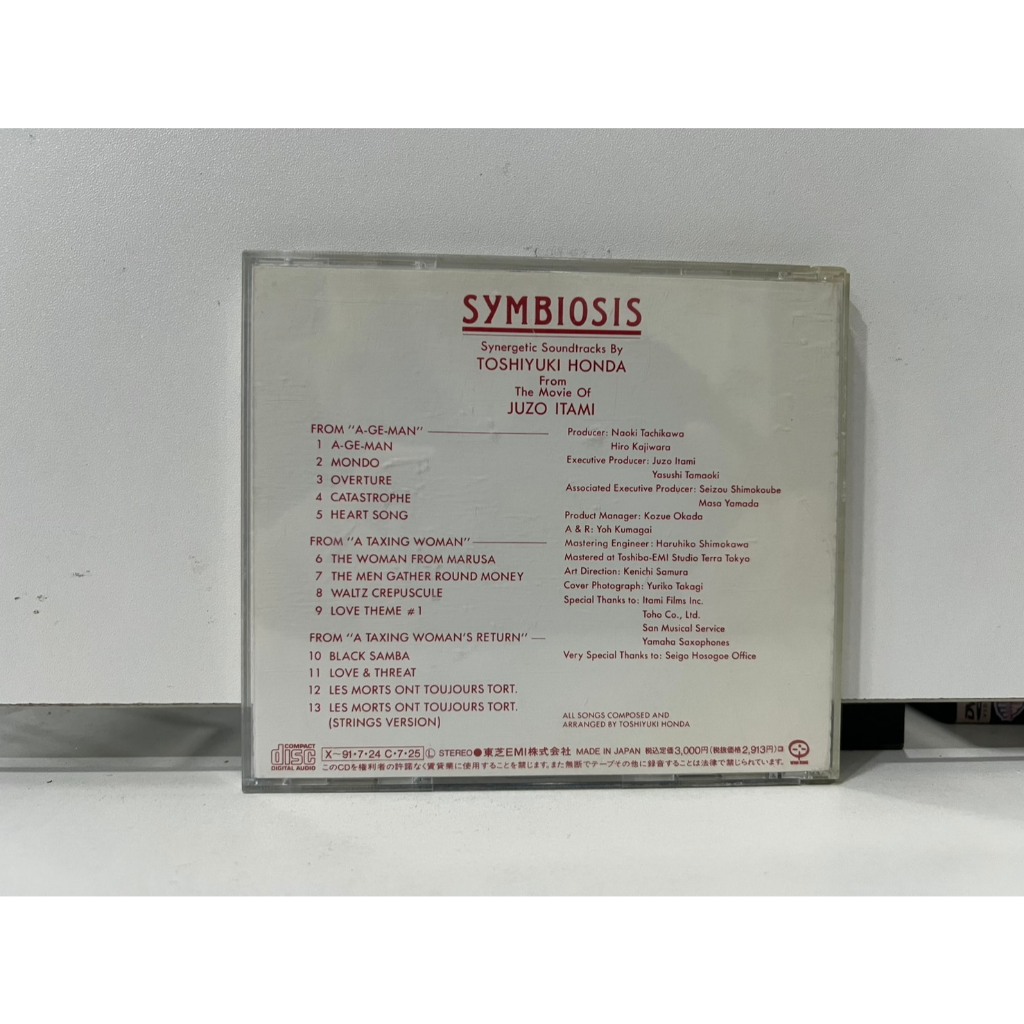 SYMBIOSIS
Synergetic Soundtracks By
TOSHIYUKI HONDA
From
The Movie Of
JUZO ITAMI
FROM "A-GE-MAN"
1 A-GE-MAN
2 MONDO
3 OVERTURE
4 CATASTROPHE
5 HEART SONG
FROM "A TAXING WOMAN"
6 THE WOMAN FROM MARUSA
7 THE MEN GATHER ROUND MONEY
8 WALTZ CREPUSCULE
9 LOVE THEME #1
FROM "A TAXING WOMAN'S RETURN"
10 BLACK SAMBA
11 LOVE & THREAT
12 LES MORTS ONT TOUJOURS TORT.
13 LES MORTS ONT TOUJOURS TORT.
(STRINGS VERSION)
Producer: Naoki Tachikawa
Hiro Kajiwara
Executive Producer: Juzo Itami
Yasushi Tamaoki
Associated Executive Producer: Seizou Shimokaube
Masa Yamada
Product Manager: Kozue Okada
A & R: Yoh Kumagai
Mastering Engineer: Haruhiko Shimokawa
Mastered at Toshiba-EMI Studio Terra Tokyo
Art Direction: Kenichi Samura
Cover Photograph: Yurika Takagi
Special Thanks to: Itami Films Inc.
Toho Co., Ltd.
San Musical Service
Yamaha Saxophones
Very Special Thanks to: Seigo Hosogoe Office
ALL SONGS COMPOSED AND
ARRANGED BY TOSHIYUKI HONDA
COMPACT
disc
DIGITAL AUDIO
X~91・7・24 C・7・25 Ⓛ STEREO●東芝EMI株式会社 MADE IN JAPAN 税込定価3,000円(税抜価格2,913円)
このCDを権利者の許諾なく賃貸業に使用することを禁じます。また無断でテープその他に録音することは法律で禁じられています。